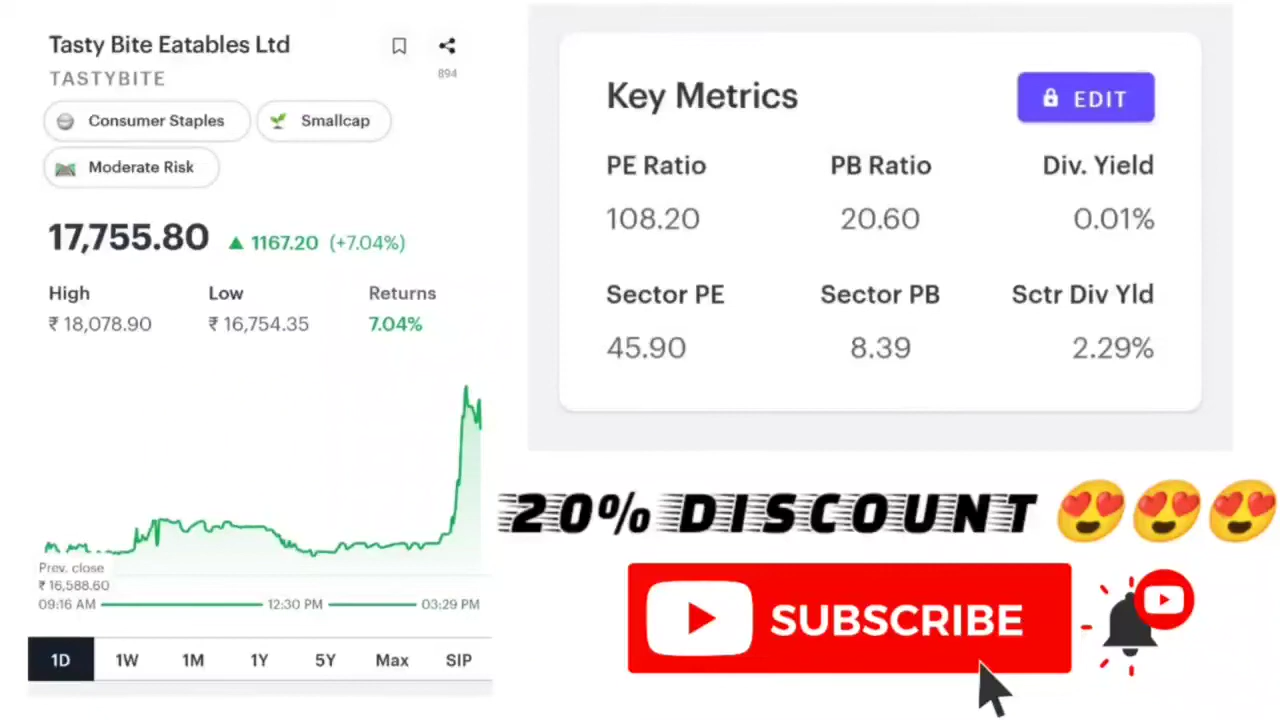 Tasty Bite Eatables Ltd
894
TASTYBITE
Consumer Staples
Smallcap
Moderate Risk
17,755.80 ▲ 1167.20 (+7.04%)
High Low Returns
₹ 18,078.90 ₹ 16,754.35 7.04%
Prev. close
₹ 16,588.60
09:16 AM 12:30 PM 03:29 PM
1D 1W 1M 1Y 5Y Max SIP
Key Metrics
EDIT
PE Ratio PB Ratio Div. Yield
108.20 20.60 0.01%
Sector PE Sector PB Sctr Div Yld
45.90 8.39 2.29%
20% DISCOUNT 😍😍😍
SUBSCRIBE